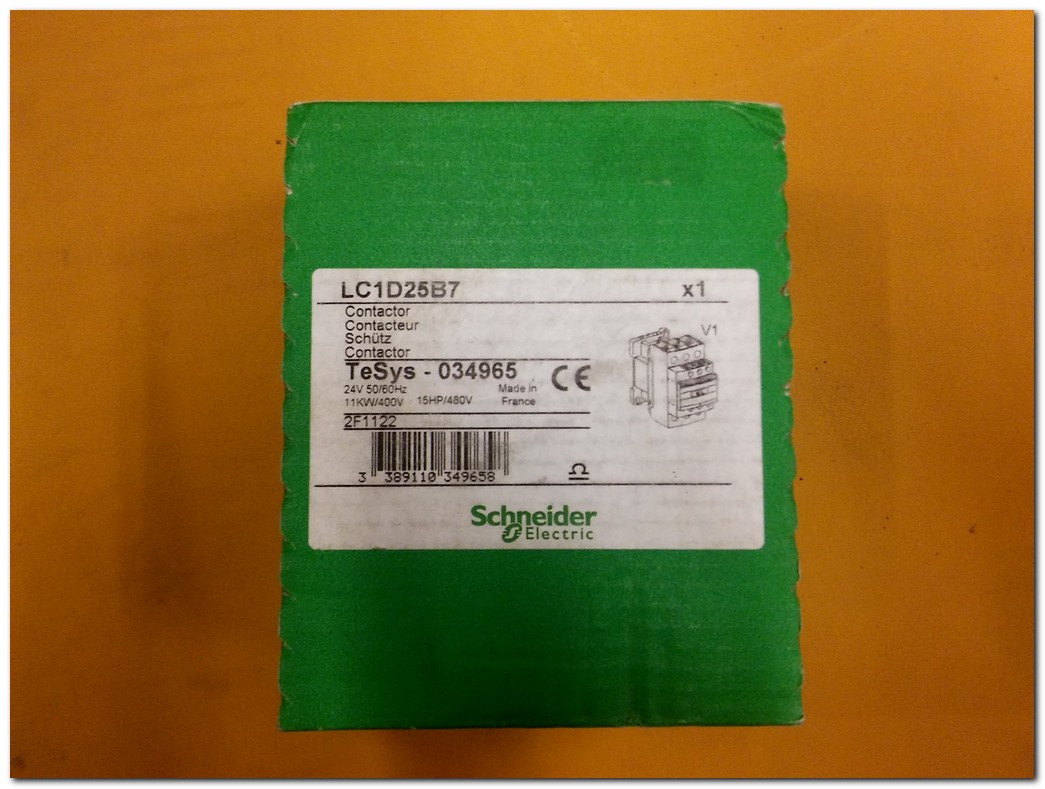 LC1D25B7 x1
Contactor
Contacteur
Schütz
Contactor
V1
TeSys - 034965
CE
24V 50/60Hz Made in
11KW/400V 15HP/480V France
2F1122
3 389110 349658
Schneider
Electric